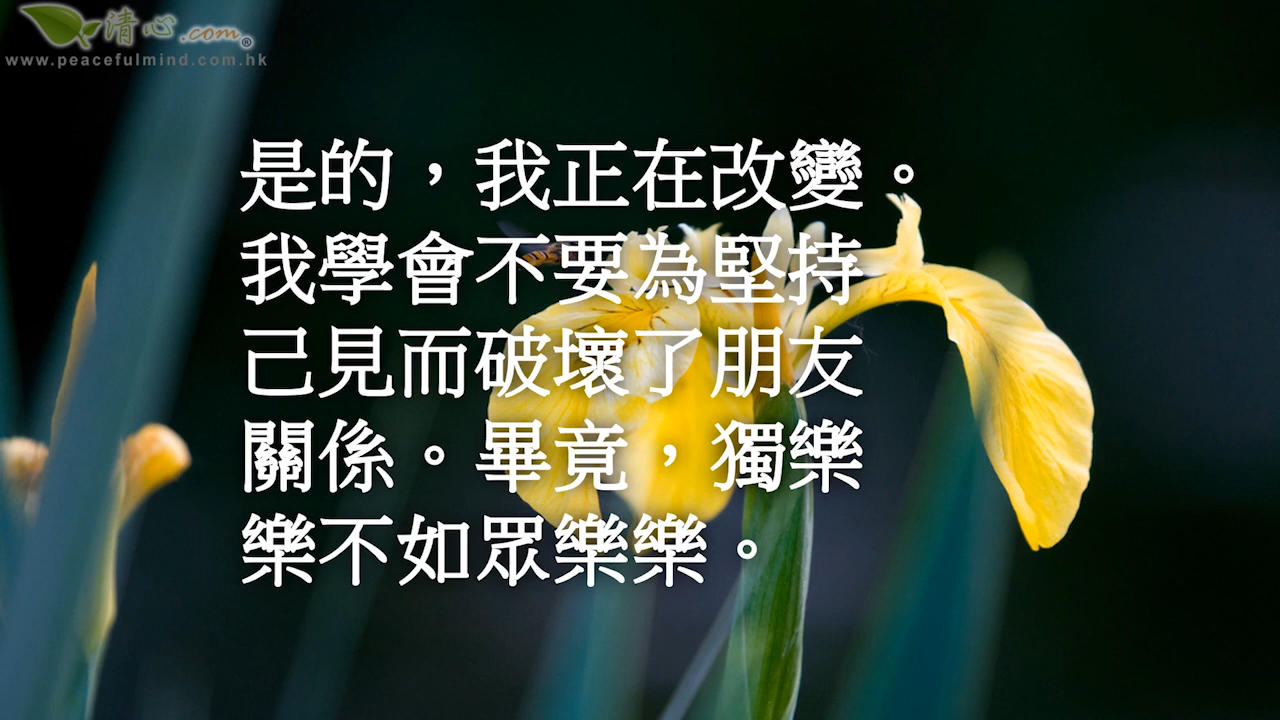 清心.com®
www.peacefulmind.com.hk
是的，我正在改變。
我學會不要為堅持
己見而破壞了朋友
關係。畢竟，獨樂
樂不如眾樂樂。